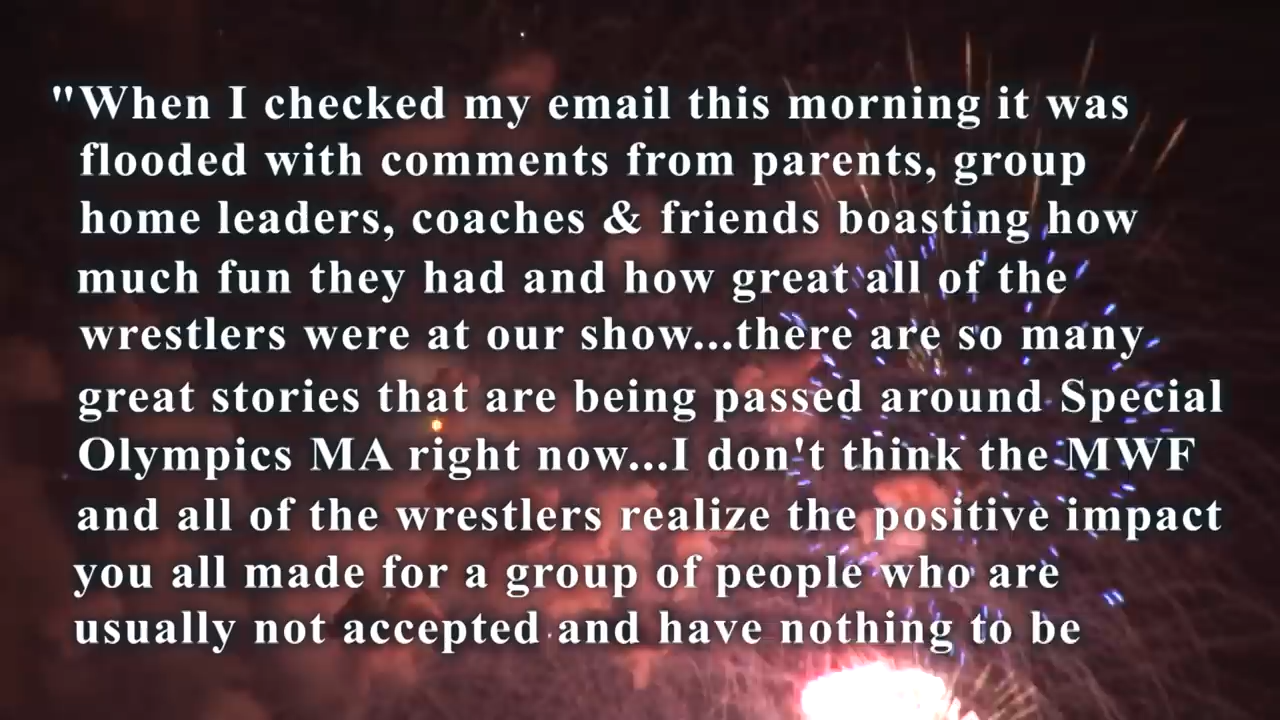 "When I checked my email this morning it was
flooded with comments from parents, group
home leaders, coaches & friends boasting how
much fun they had and how great all of the
wrestlers were at our show...there are so many
great stories that are being passed around Special
Olympics MA right now...I don't think the MWF
and all of the wrestlers realize the positive impact
you all made for a group of people who are
usually not accepted and have nothing to be